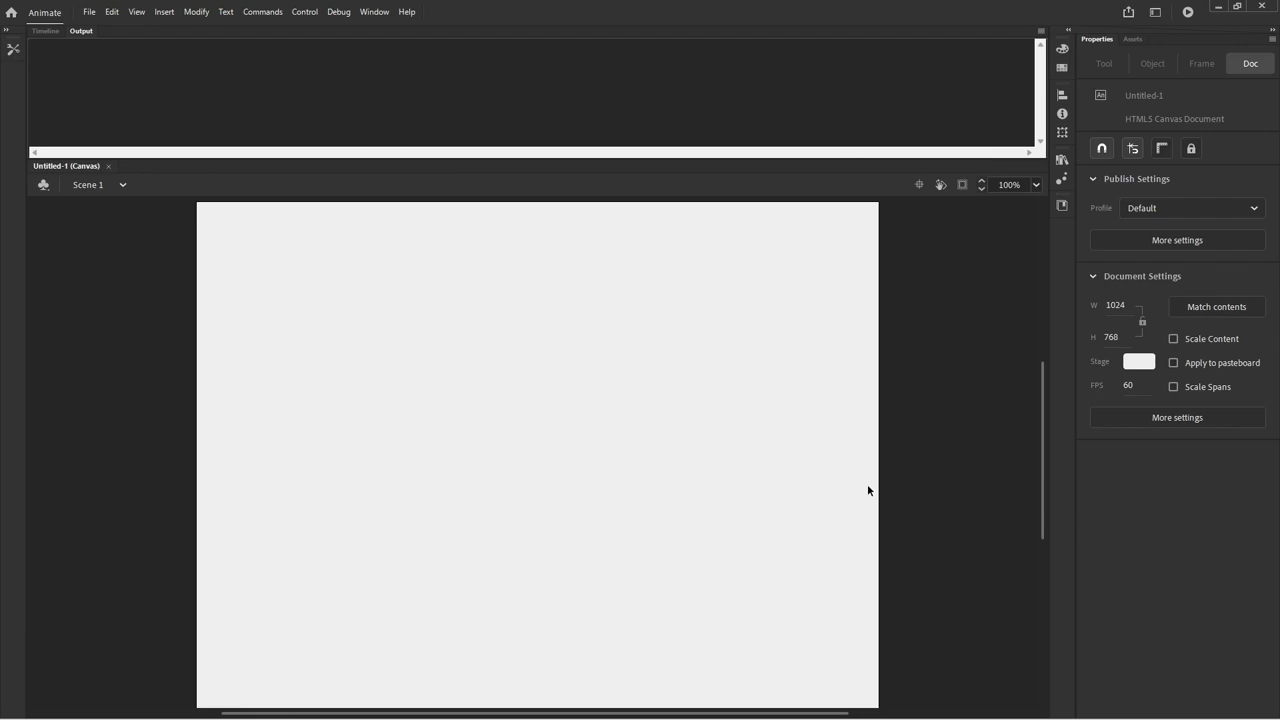 Animate File Edit View Insert Modify Text Commands Control Debug Window Help
Timeline Output
Properties Assets
Tool Object Frame Doc
An Untitled-1
HTML5 Canvas Document
Untitled-1 (Canvas)
Scene 1 100%
Publish Settings
Profile Default
More settings
Document Settings
W 1024 Match contents
H 768 Scale Content
Stage Apply to pasteboard
FPS 60 Scale Spans
More settings